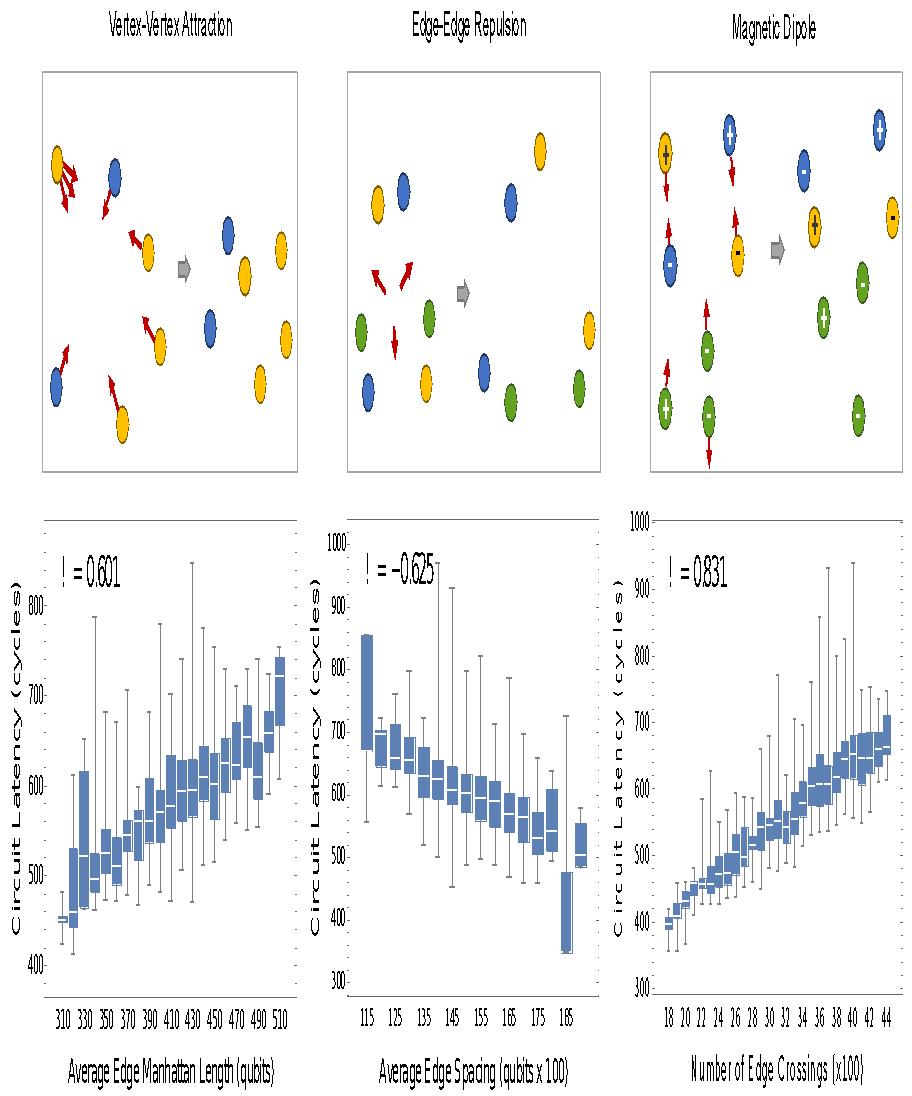 Vertex-Vertex Attraction
Edge-Edge Repulsion
Magnetic Dipole
+
+
+
-
+
-
-
-
+
-
-
+
+
-
-
! = 0.601
! = −0.625
! = 0.831
Circuit Latency (cycles)
800
700
600
500
400
310 330 350 370 390 410 430 450 470 490 510
Average Edge Manhattan Length (qubits)
Circuit Latency (cycles)
1000
900
800
700
600
500
400
300
115 125 135 145 155 165 175 185
Average Edge Spacing (qubits x 100)
Circuit Latency (cycles)
1000
900
800
700
600
500
400
300
18 20 22 24 26 28 30 32 34 36 38 40 42 44
Number of Edge Crossings (x100)